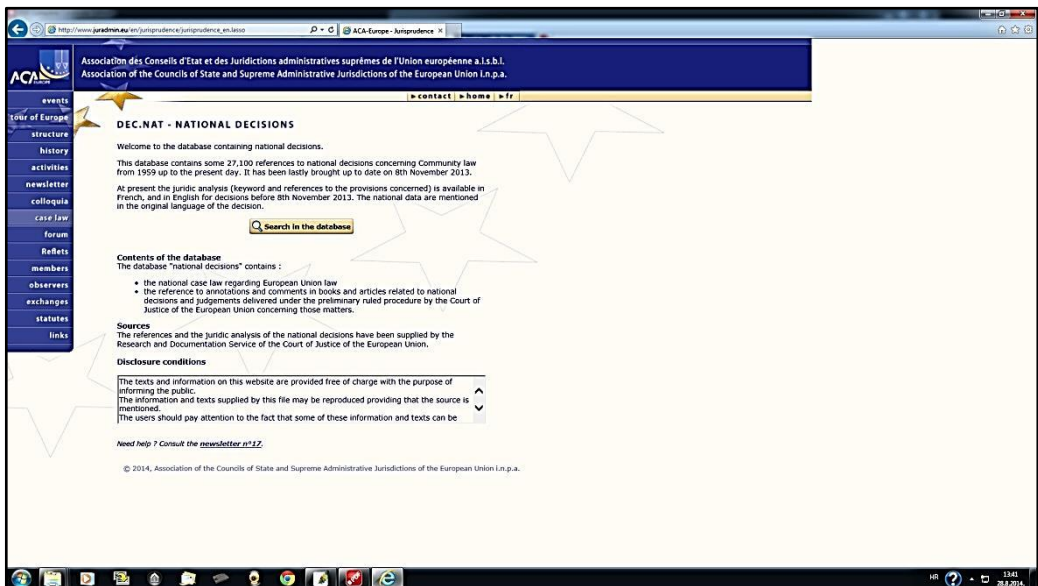 http://www.juradmin.eu/en/jurisprudence/jurisprudence_en.lasso
ACA-Europe - Jurisprudence
ACA EUROPE
Association des Conseils d'Etat et des Juridictions administratives suprêmes de l'Union européenne a.i.s.b.l.
Association of the Councils of State and Supreme Administrative Jurisdictions of the European Union i.n.p.a.
contact home fr
events
tour of Europe
structure
history
activities
newsletter
colloquia
case law
forum
Reflets
members
observers
exchanges
statutes
links
DEC.NAT - NATIONAL DECISIONS
Welcome to the database containing national decisions.
This database contains some 27,100 references to national decisions concerning Community law
from 1959 up to the present day. It has been lastly brought up to date on 8th November 2013.
At present the juridic analysis (keyword and references to the provisions concerned) is available in
French, and in English for decisions before 8th November 2013. The national data are mentioned
in the original language of the decision.
Search in the database
Contents of the database
The database "national decisions" contains :
• the national case law regarding European Union law
• the reference to annotations and comments in books and articles related to national
decisions and judgements delivered under the preliminary ruled procedure by the Court of
Justice of the European Union concerning those matters.
Sources
The references and the juridic analysis of the national decisions have been supplied by the
Research and Documentation Service of the Court of Justice of the European Union.
Disclosure conditions
The texts and information on this website are provided free of charge with the purpose of
informing the public.
The information and texts supplied by this file may be reproduced providing that the source is
mentioned.
The users should pay attention to the fact that some of these information and texts can be
Need help ? Consult the newsletter n°17.
© 2014, Association of the Councils of State and Supreme Administrative Jurisdictions of the European Union i.n.p.a.
HR
13:41
28.8.2014.